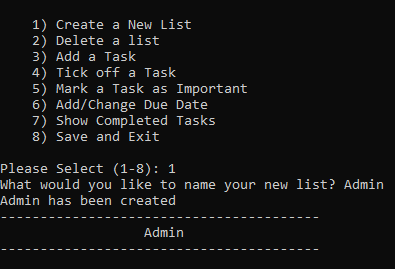 1) Create a New List
2) Delete a list
3) Add a Task
4) Tick off a Task
5) Mark a Task as Important
6) Add/Change Due Date
7) Show Completed Tasks
8) Save and Exit
Please Select (1-8): 1
What would you like to name your new list? Admin
Admin has been created
----------------------------------------
Admin
----------------------------------------